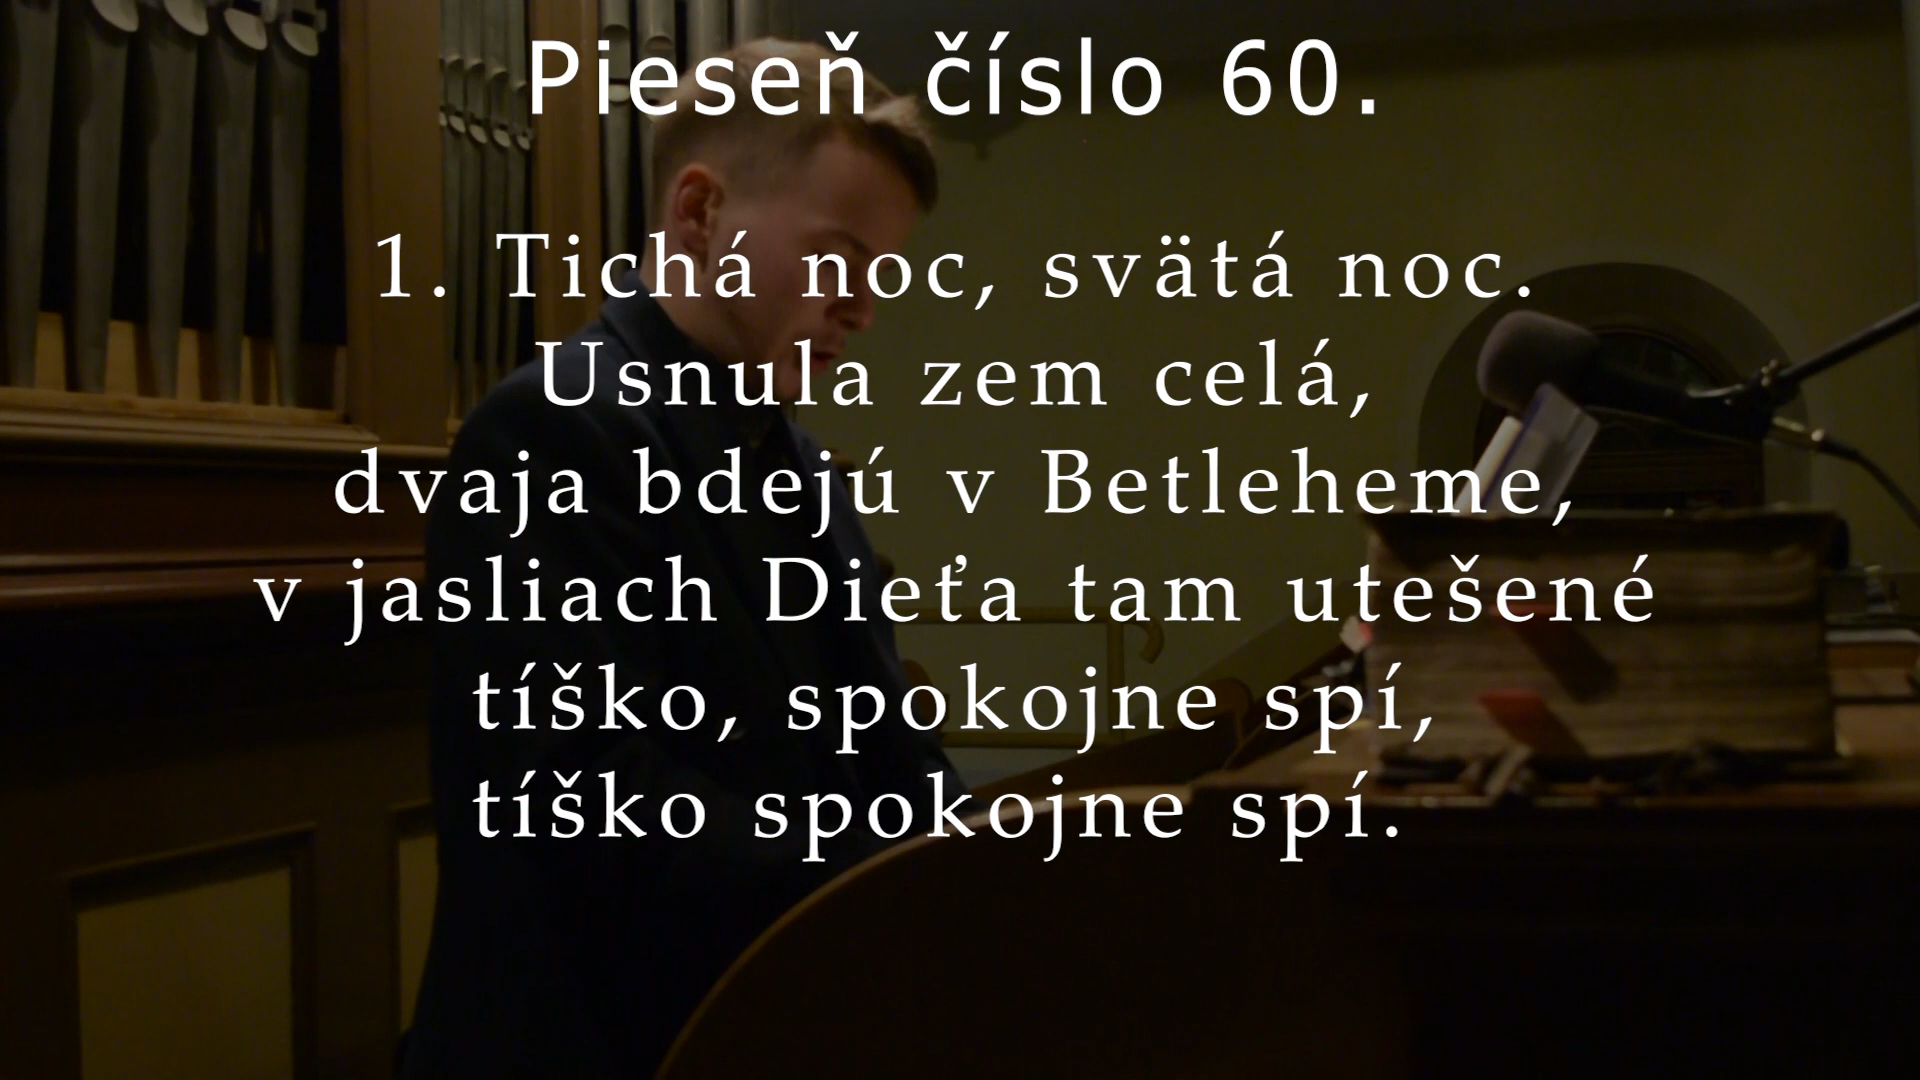 Pieseň číslo 60.
1. Tichá noc, svätá noc.
Usnula zem celá,
dvaja bdejú v Betleheme,
v jasliach Dieťa tam utešené
tíško, spokojne spí,
tíško spokojne spí.